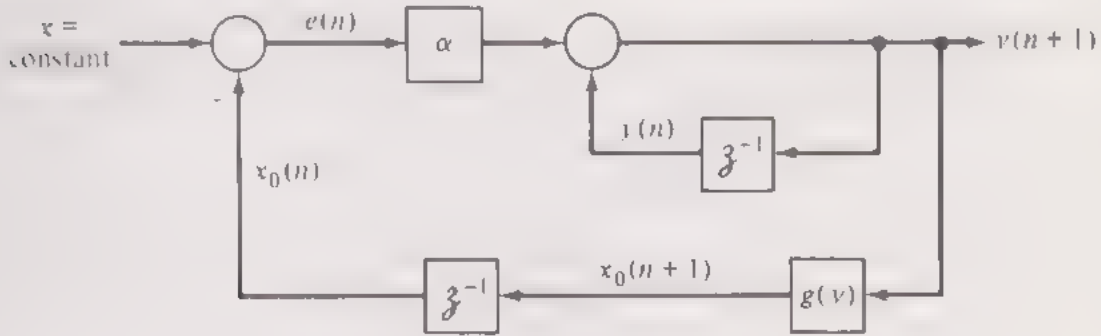 x =
constant
e(n)
α
y(n + 1)
y(n)
z⁻¹
x₀(n)
z⁻¹
x₀(n + 1)
g(y)